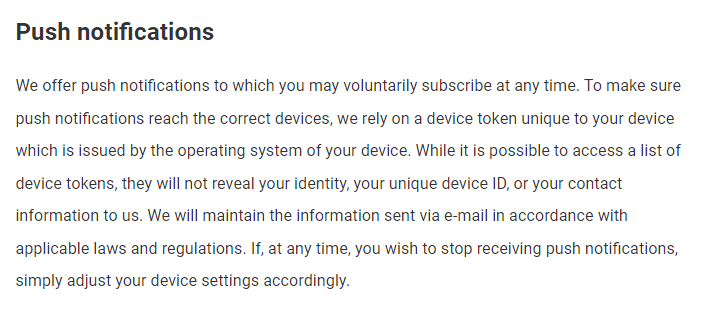 Push notifications
We offer push notifications to which you may voluntarily subscribe at any time. To make sure
push notifications reach the correct devices, we rely on a device token unique to your device
which is issued by the operating system of your device. While it is possible to access a list of
device tokens, they will not reveal your identity, your unique device ID, or your contact
information to us. We will maintain the information sent via e-mail in accordance with
applicable laws and regulations. If, at any time, you wish to stop receiving push notifications,
simply adjust your device settings accordingly.